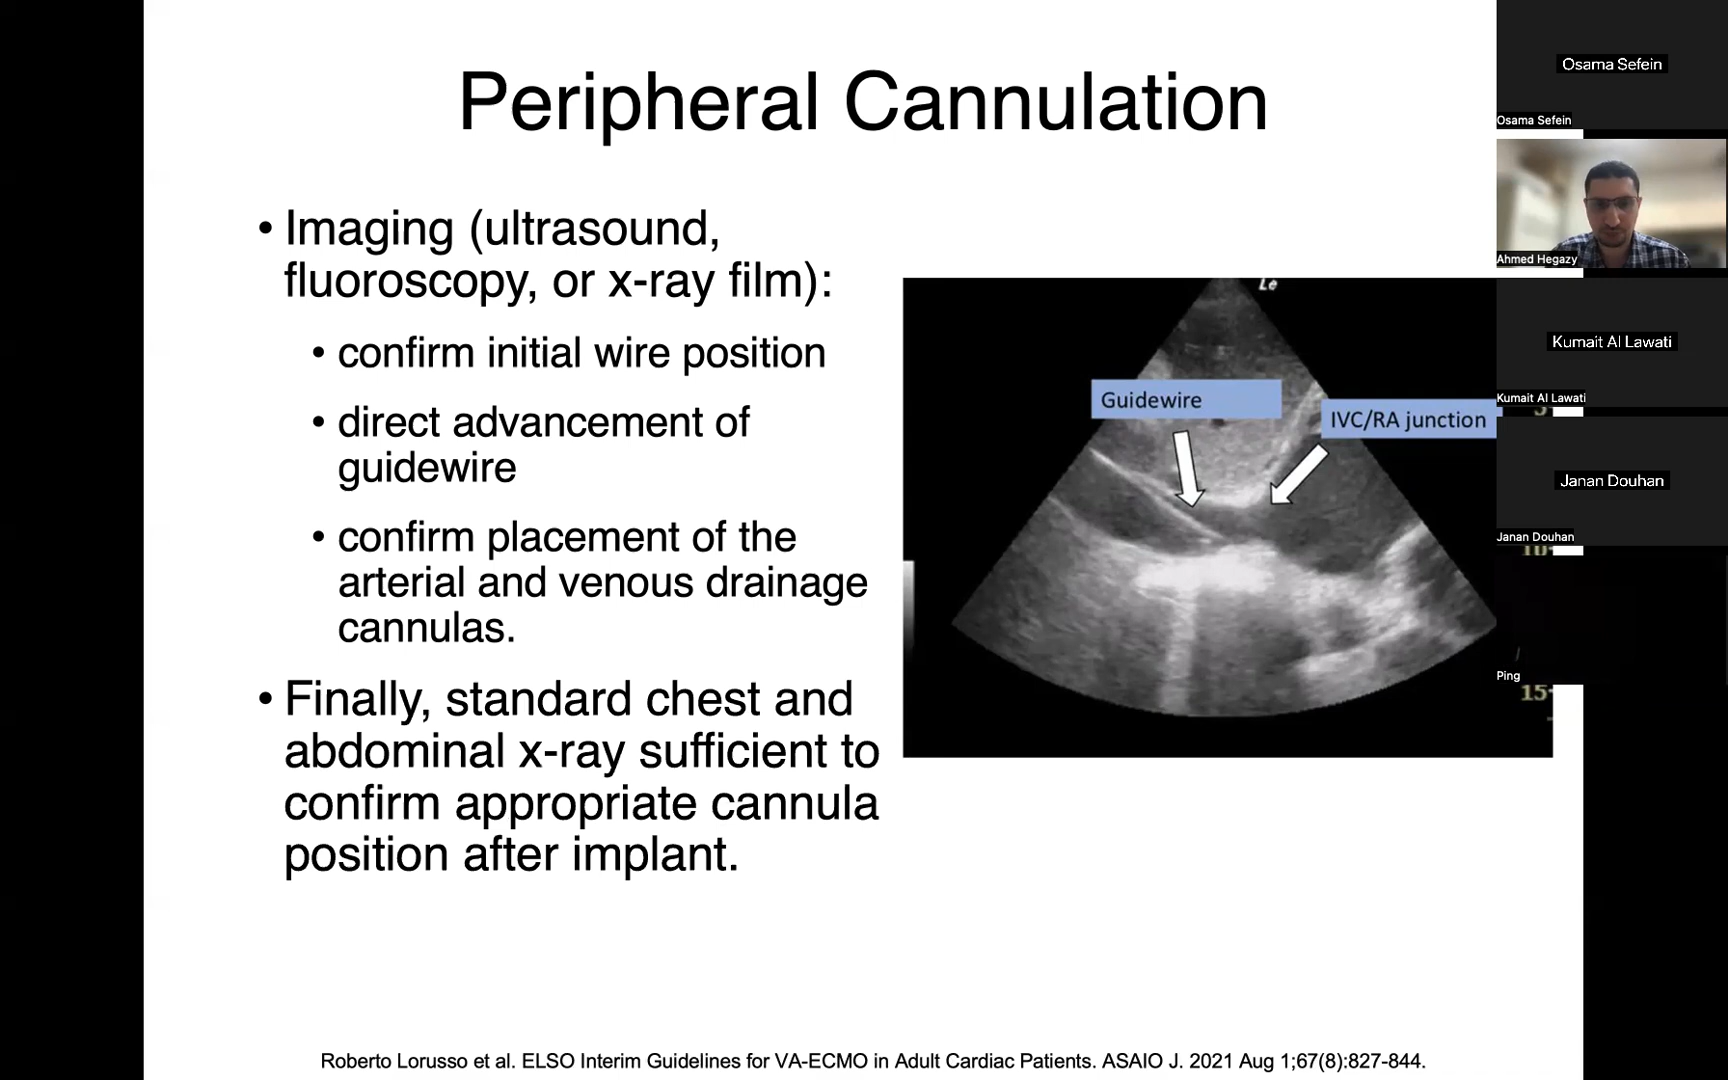 Peripheral Cannulation
• Imaging (ultrasound,
fluoroscopy, or x-ray film):
• confirm initial wire position
• direct advancement of
guidewire
• confirm placement of the
arterial and venous drainage
cannulas.
• Finally, standard chest and
abdominal x-ray sufficient to
confirm appropriate cannula
position after implant.
Guidewire
IVC/RA junction
15
Roberto Lorusso et al. ELSO Interim Guidelines for VA-ECMO in Adult Cardiac Patients. ASAIO J. 2021 Aug 1;67(8):827-844.
Osama Sefein
Osama Sefein
Ahmed Hegazy
Kumait Al Lawati
Kumait Al Lawati
Janan Douhan
Janan Douhan
Ping